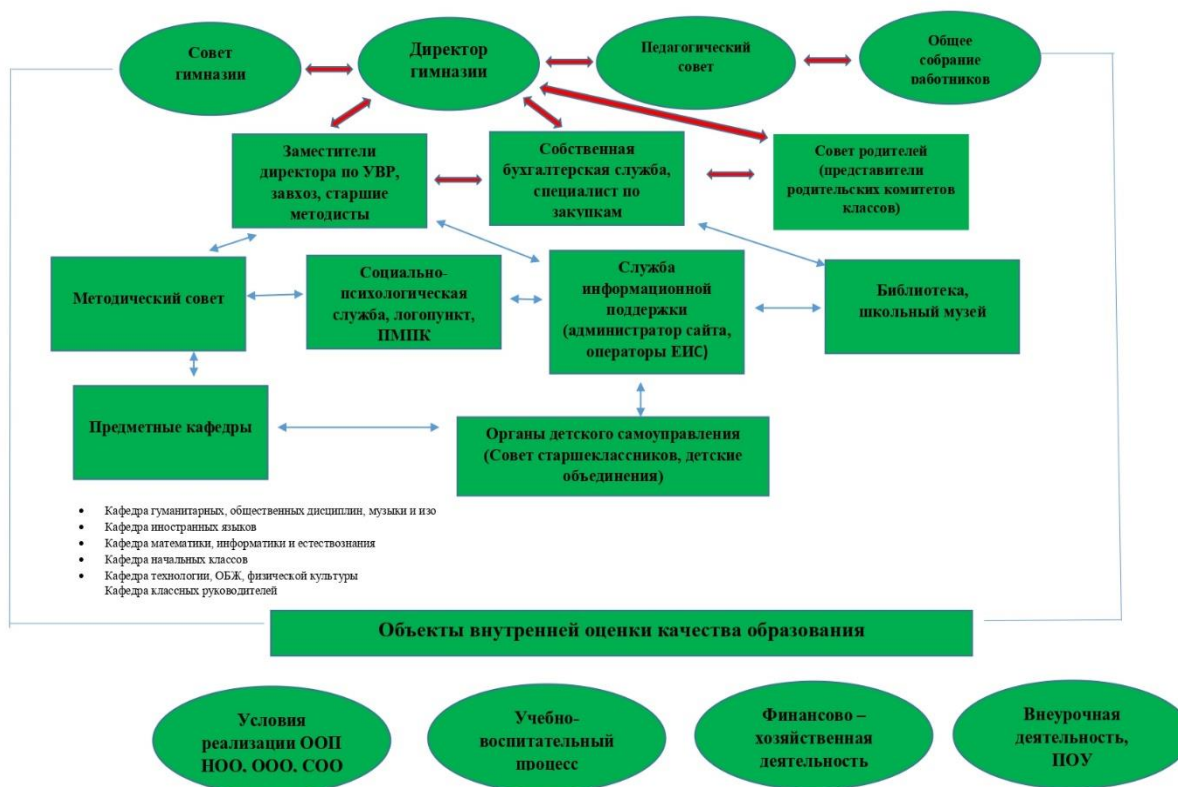 Совет
гимназии
Директор
гимназии
Педагогический
совет
Общее
собрание
работников
Заместители
директора по УВР,
завхоз, старшие
методисты
Собственная
бухгалтерская служба,
специалист по
закупкам
Совет родителей
(представители
родительских комитетов
классов)
Методический совет
Социально-
психологическая
служба, логопункт,
ПМПК
Служба
информационной
поддержки
(администратор сайта,
операторы ЕИС)
Библиотека,
школьный музей
Предметные кафедры
Органы детского самоуправления
(Совет старшеклассников, детские
объединения)
• Кафедра гуманитарных, общественных дисциплин, музыки и изо
• Кафедра иностранных языков
• Кафедра математики, информатики и естествознания
• Кафедра начальных классов
• Кафедра технологии, ОБЖ, физической культуры
Кафедра классных руководителей
Объекты внутренней оценки качества образования
Условия
реализации ООП
НОО, ООО, СОО
Учебно-
воспитательный
процесс
Финансово –
хозяйственная
деятельность
Внеурочная
деятельность,
ПОУ